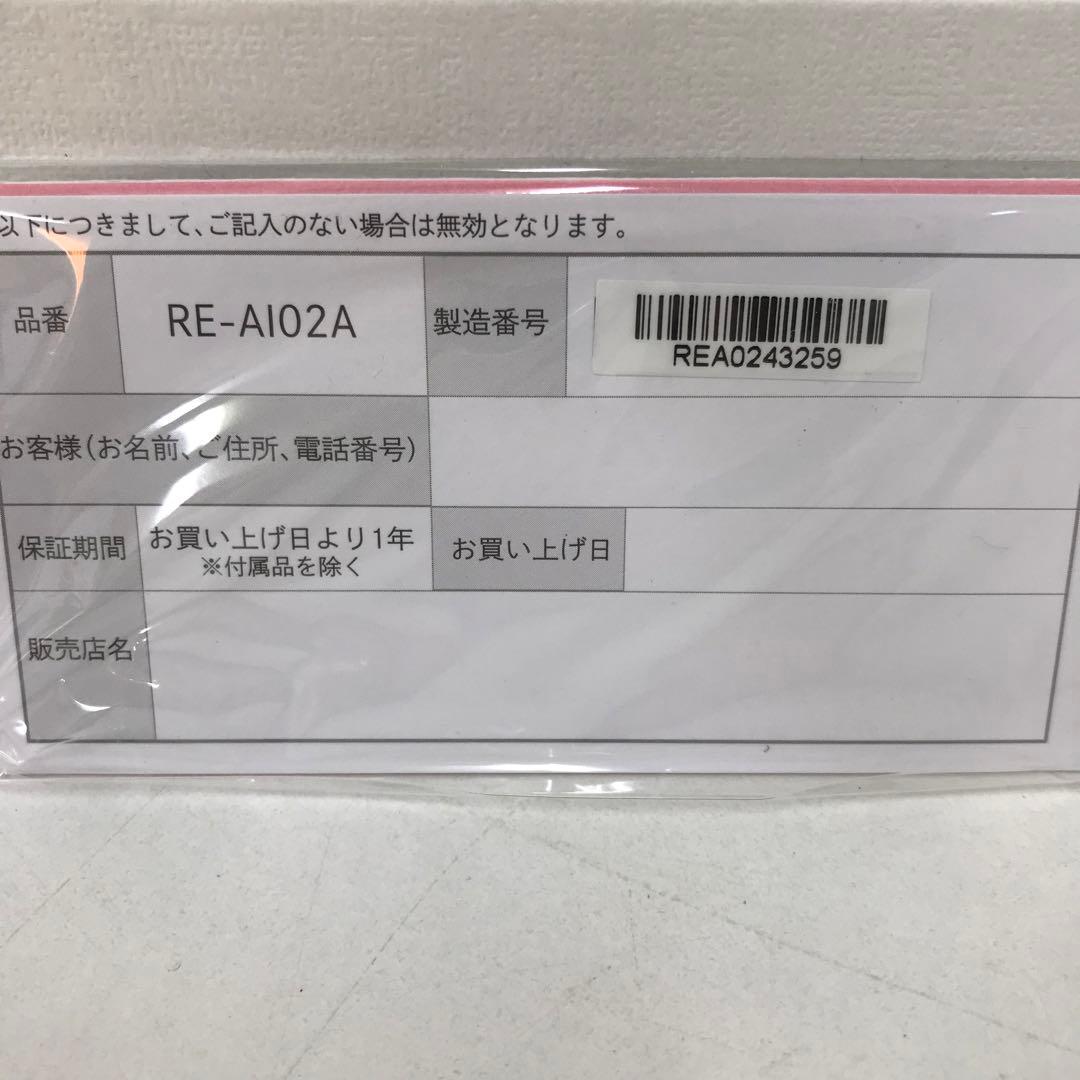 以下につきまして、ご記入のない場合は無効となります。
品番 RE-AI02A 製造番号 REA0243259
お客様(お名前、ご住所、電話番号)
保証期間 お買い上げ日より1年 お買い上げ日
※付属品を除く
販売店名